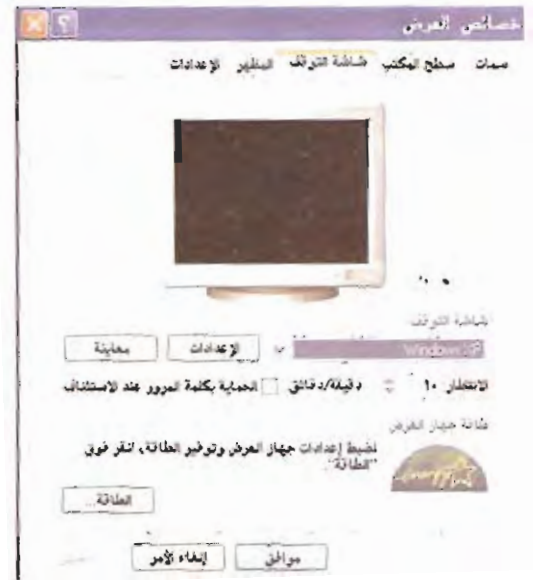 خصائص العرض
سمات سطح المكتب شاشة التوقف المظهر الإعدادات
شاشة التوقف
Windows XP الإعدادات معاينة
الانتظار ١٠ دقيقة/دقائق الحماية بكلمة المرور عند الاستئناف
طاقة جهاز العرض
لضبط إعدادات جهاز العرض وتوفير الطاقة، انقر فوق
"الطاقة".
الطاقة...
موافق إلغاء الأمر